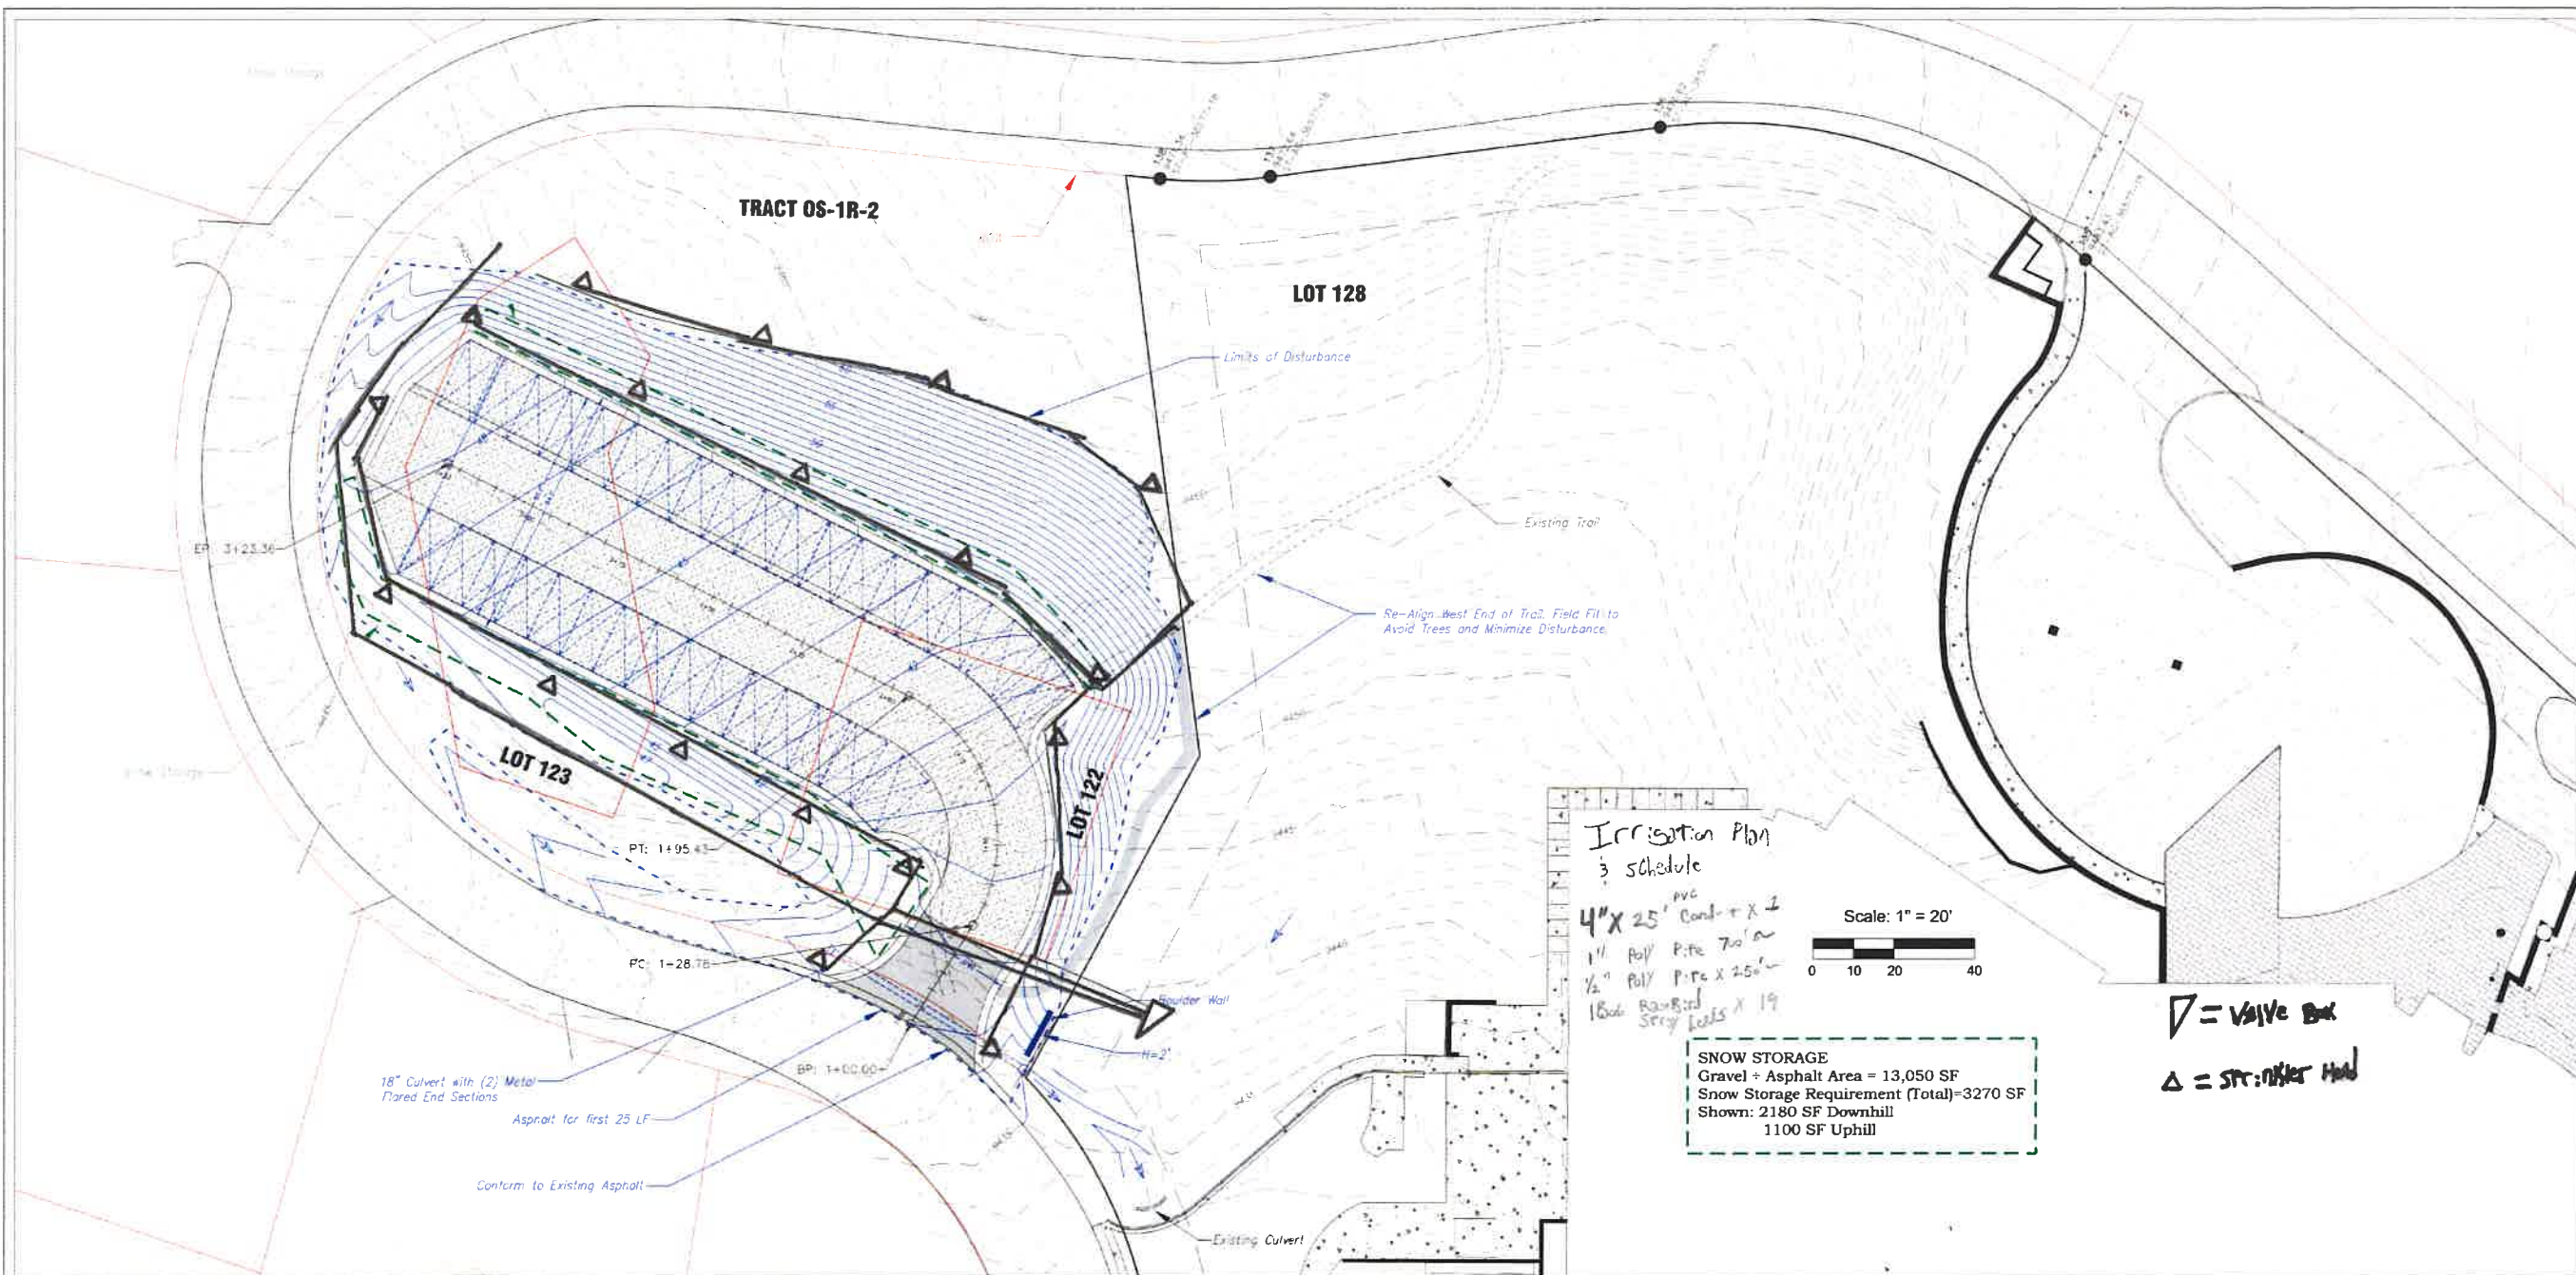 TRACT OS-1R-2
LOT 128
Limits of Disturbance
Existing Trail
EP: 3+23.36
Re-Align West End of Trail. Field Fit to
Avoid Trees and Minimize Disturbance.
LOT 123
LOT 122
PT: 1+95.43
PC: 1+28.78
Boulder Wall
H=2'
BP: 1+00.00
18" Culvert with (2) Metal
Flared End Sections
Asphalt for first 25 LF
Conform to Existing Asphalt
Existing Culvert
Irrigation Plan
& Schedule
PVC
4" x 25'
1" Poly Pipe 700'
1/2" Poly Pipe x 250'
x 19
Scale: 1" = 20'
0 10 20 40
SNOW STORAGE
Gravel + Asphalt Area = 13,050 SF
Snow Storage Requirement (Total)=3270 SF
Shown: 2180 SF Downhill
1100 SF Uphill
= Valve Box
= Sprinkler Head